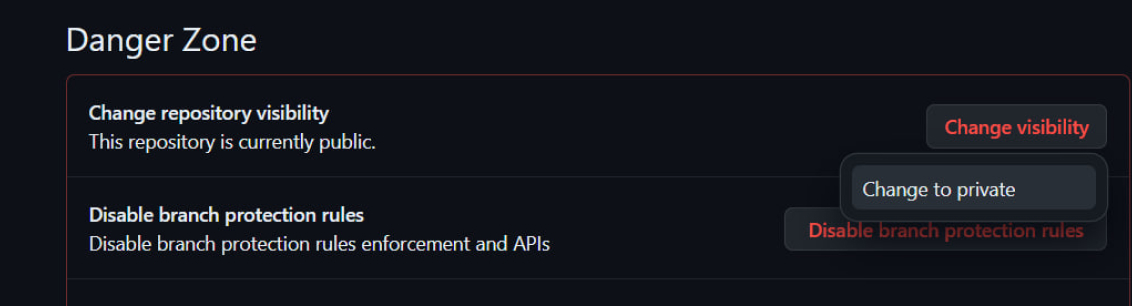 Danger Zone
Change repository visibility
This repository is currently public.
Change visibility
Change to private
Disable branch protection rules
Disable branch protection rules enforcement and APIs
Disable branch protection rules